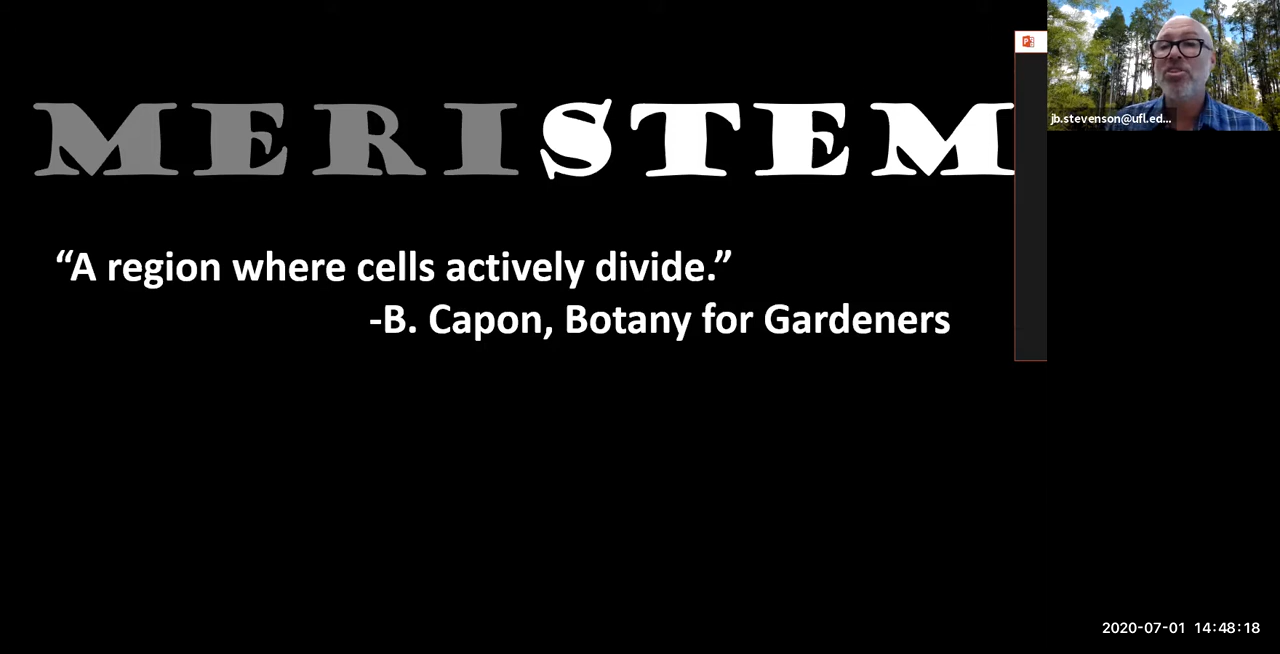 MERISTEM
jb.stevenson@ufl.ed...
“A region where cells actively divide.”
-B. Capon, Botany for Gardeners
2020-07-01 14:48:18